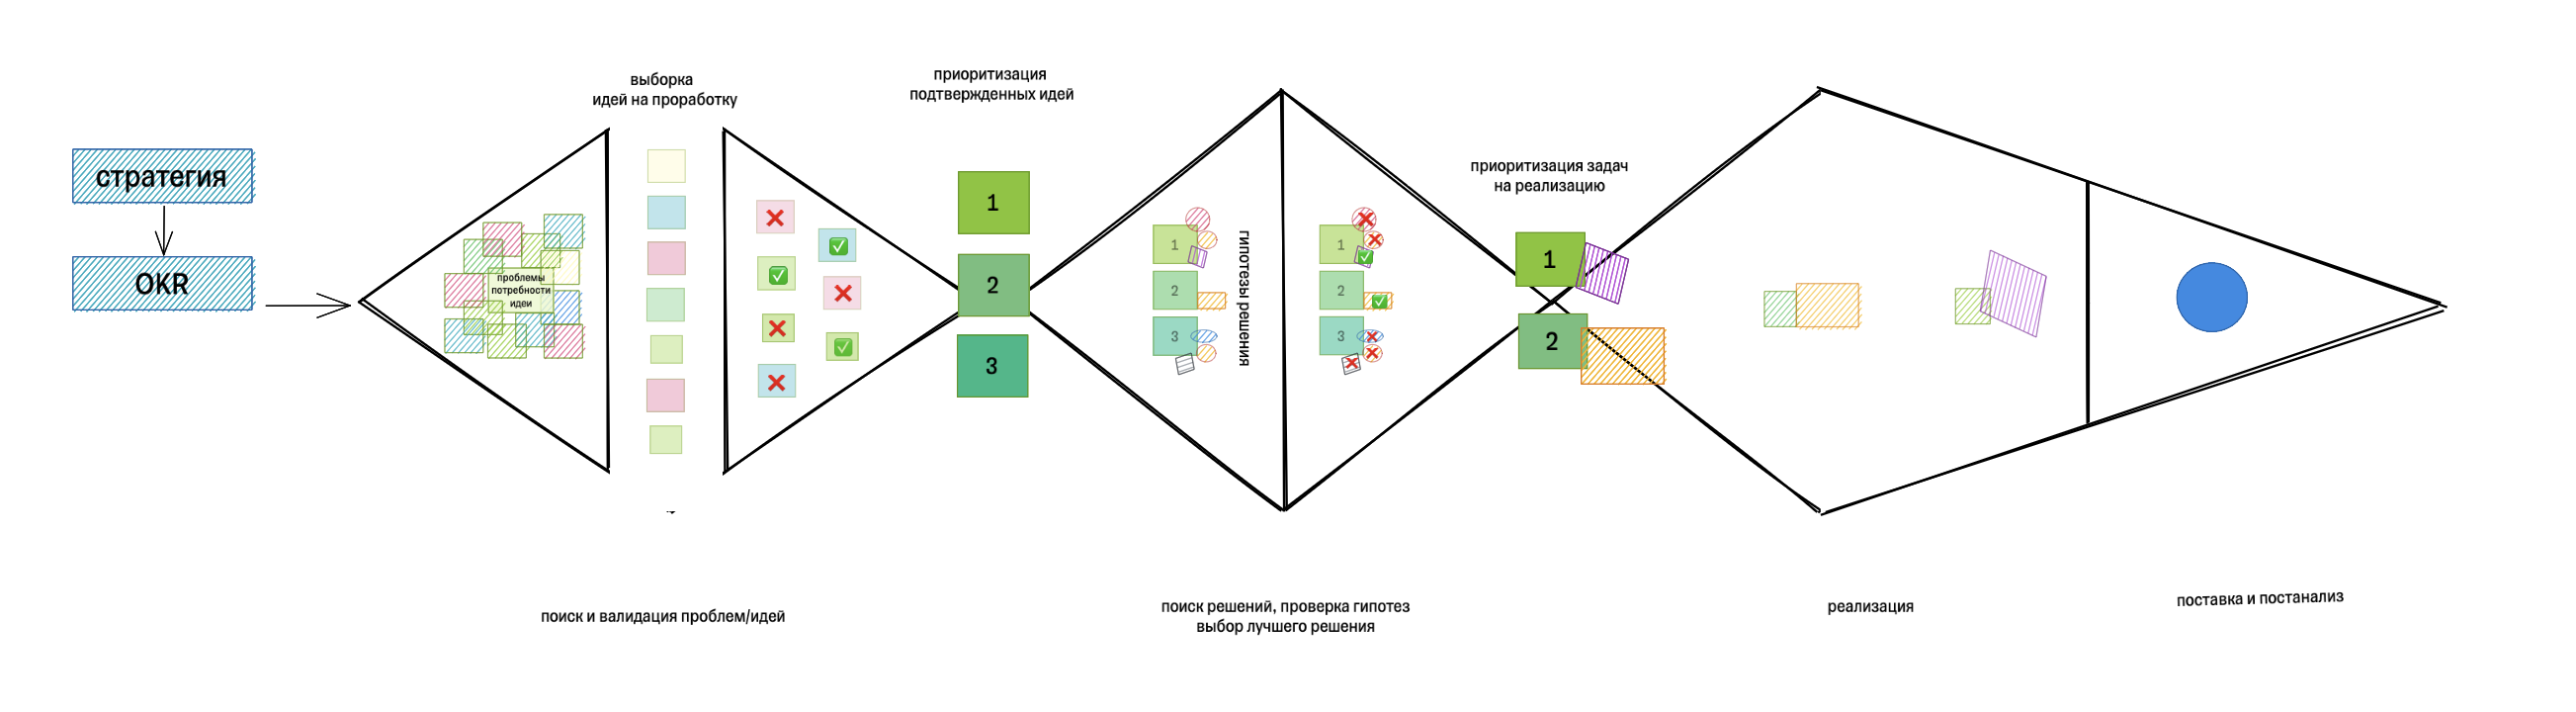 стратегия
OKR
проблемы
потребности
идеи
выборка
идей на проработку
приоритизация
подтвержденных идей
1
2
3
1
2
3
гипотезы решения
1
2
3
приоритизация задач
на реализацию
1
2
поиск и валидация проблем/идей
поиск решений, проверка гипотез
выбор лучшего решения
реализация
поставка и постанализ